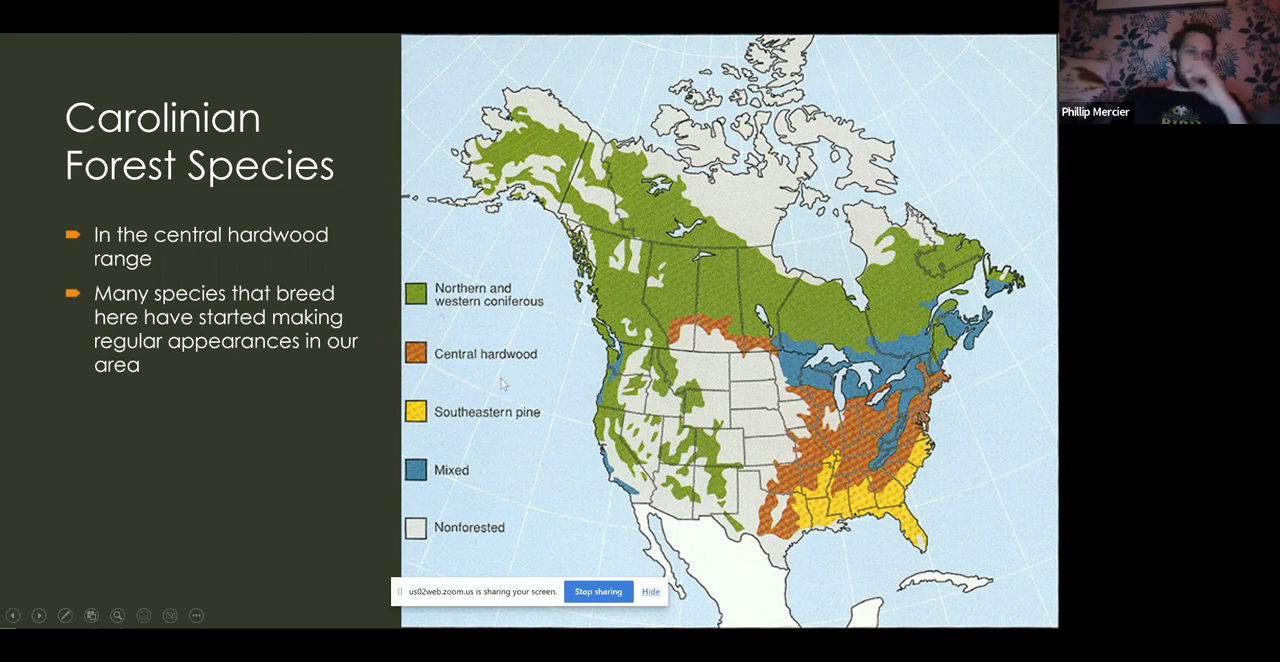 Carolinian
Forest Species
In the central hardwood
range
Many species that breed
here have started making
regular appearances in our
area
Northern and
western coniferous
Central hardwood
Southeastern pine
Mixed
Nonforested
us02web.zoom.us is sharing your screen.
Stop sharing
Hide
Phillip Mercier